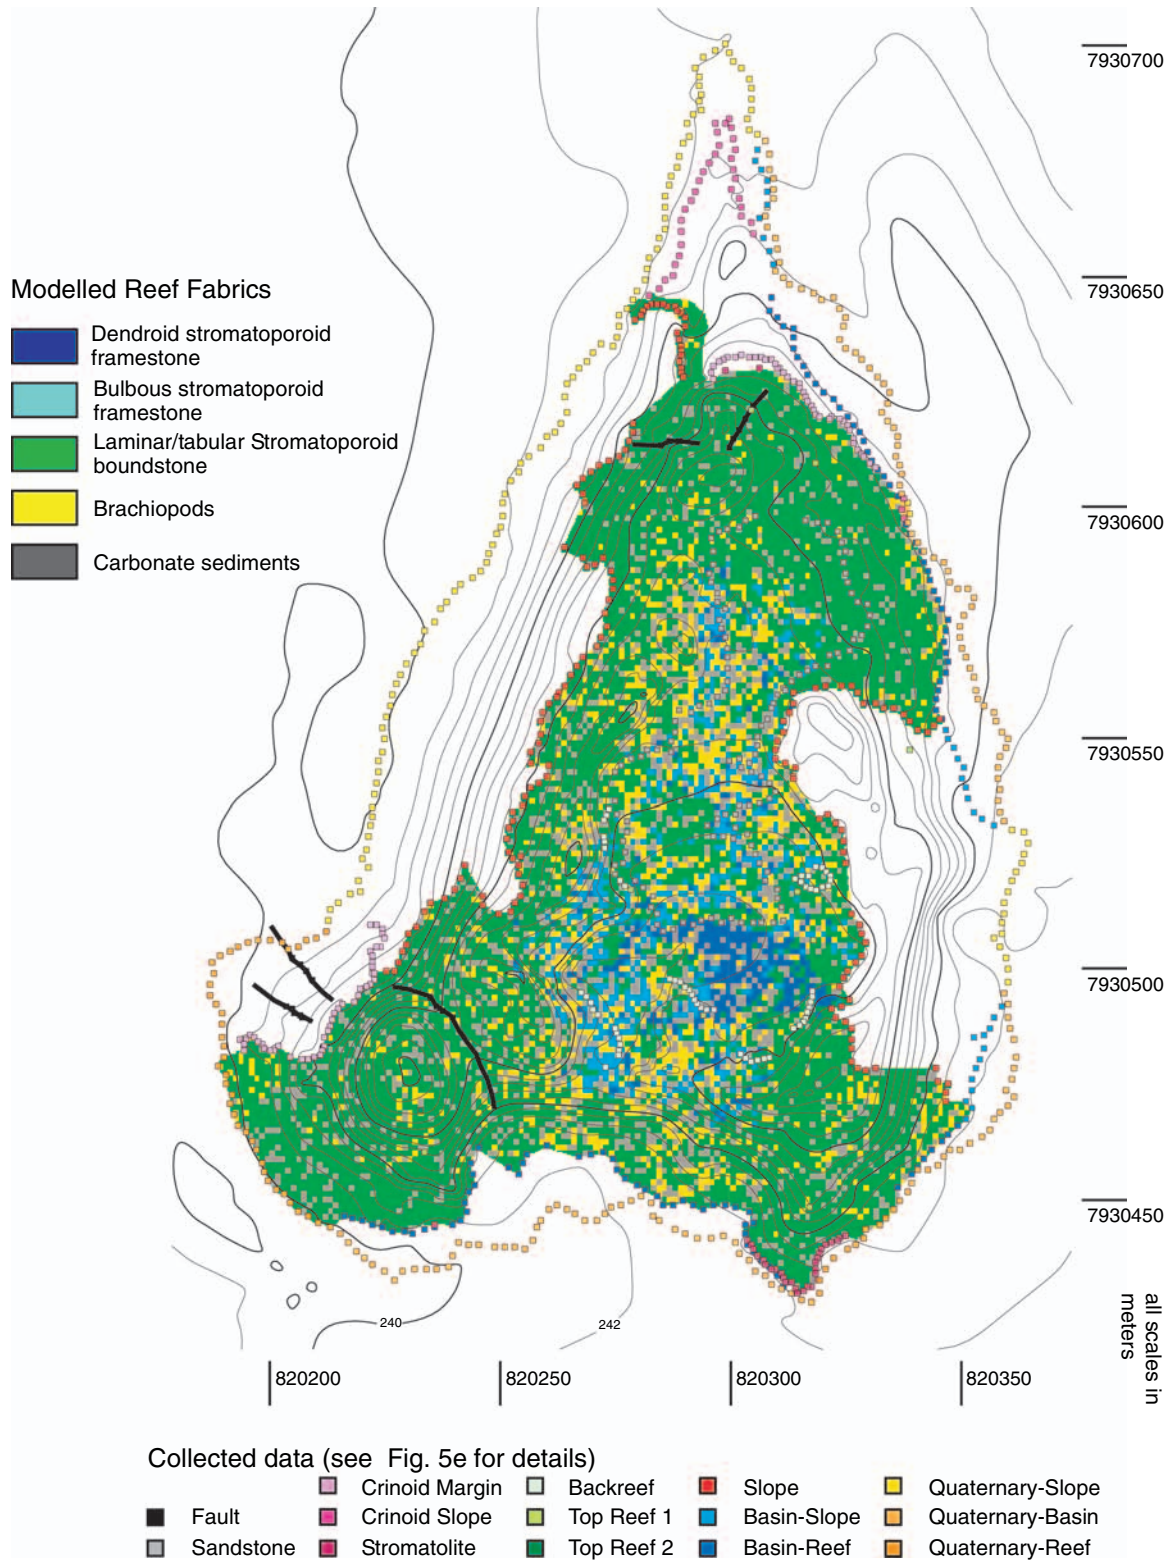 7930700
7930650
Modelled Reef Fabrics
Dendroid stromatoporoid
framestone
Bulbous stromatoporoid
framestone
Laminar/tabular Stromatoporoid
boundstone
Brachiopods
Carbonate sediments
7930600
7930550
7930500
7930450
240
242
all scales in
meters
820200
820250
820300
820350
Collected data (see Fig. 5e for details)
Crinoid Margin
Backreef
Slope
Quaternary-Slope
Fault
Crinoid Slope
Top Reef 1
Basin-Slope
Quaternary-Basin
Sandstone
Stromatolite
Top Reef 2
Basin-Reef
Quaternary-Reef